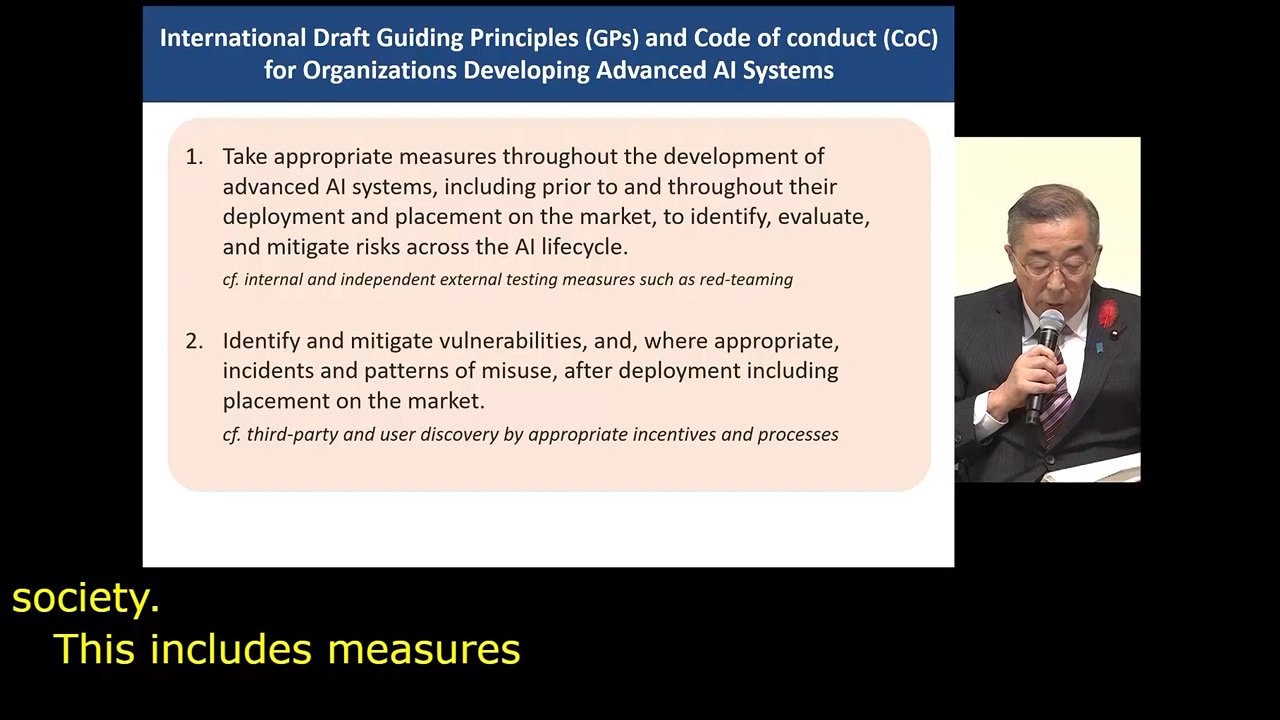 International Draft Guiding Principles (GPs) and Code of conduct (CoC)
for Organizations Developing Advanced AI Systems
1. Take appropriate measures throughout the development of
advanced AI systems, including prior to and throughout their
deployment and placement on the market, to identify, evaluate,
and mitigate risks across the AI lifecycle.
cf. internal and independent external testing measures such as red-teaming
2. Identify and mitigate vulnerabilities, and, where appropriate,
incidents and patterns of misuse, after deployment including
placement on the market.
cf. third-party and user discovery by appropriate incentives and processes
society.
This includes measures